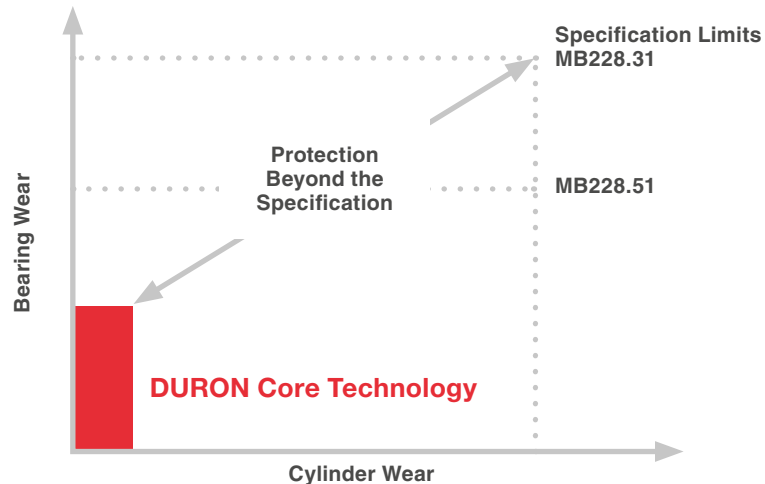 Specification Limits
MB228.31
Protection
Beyond the
Specification
MB228.51
Bearing Wear
DURON Core Technology
Cylinder Wear